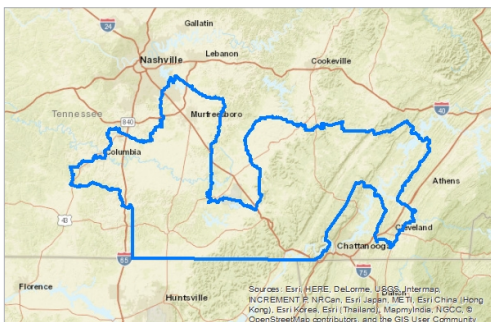 Gallatin
24
Lebanon
Nashville
Cookeville
40
Tennessee
840
Murfreesboro
Columbia
Athens
43
Cleveland
Chattanooga
65
75
Dalton
Florence
Huntsville
Sources: Esri, HERE, DeLorme, USGS, Intermap,
INCREMENT P, NRCan, Esri Japan, METI, Esri China (Hong
Kong), Esri Korea, Esri (Thailand), MapmyIndia, NGCC, ©
OpenStreetMap contributors, and the GIS User Community